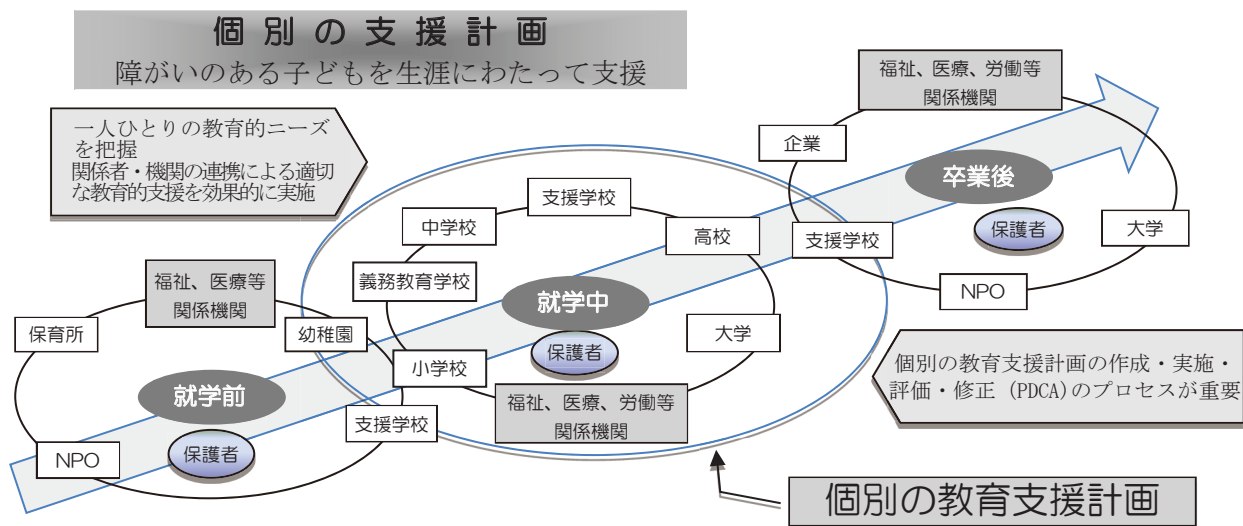 個別の支援計画
障がいのある子どもを生涯にわたって支援
一人ひとりの教育的ニーズ
を把握
関係者・機関の連携による適切
な教育的支援を効果的に実施
福祉、医療、労働等
関係機関
企業
卒業後
保護者
大学
支援学校
NPO
支援学校
中学校
高校
義務教育学校
就学中
保護者
大学
小学校
福祉、医療、労働等
関係機関
福祉、医療等
関係機関
保育所
幼稚園
就学前
支援学校
保護者
NPO
個別の教育支援計画の作成・実施・
評価・修正 (PDCA)のプロセスが重要
個別の教育支援計画